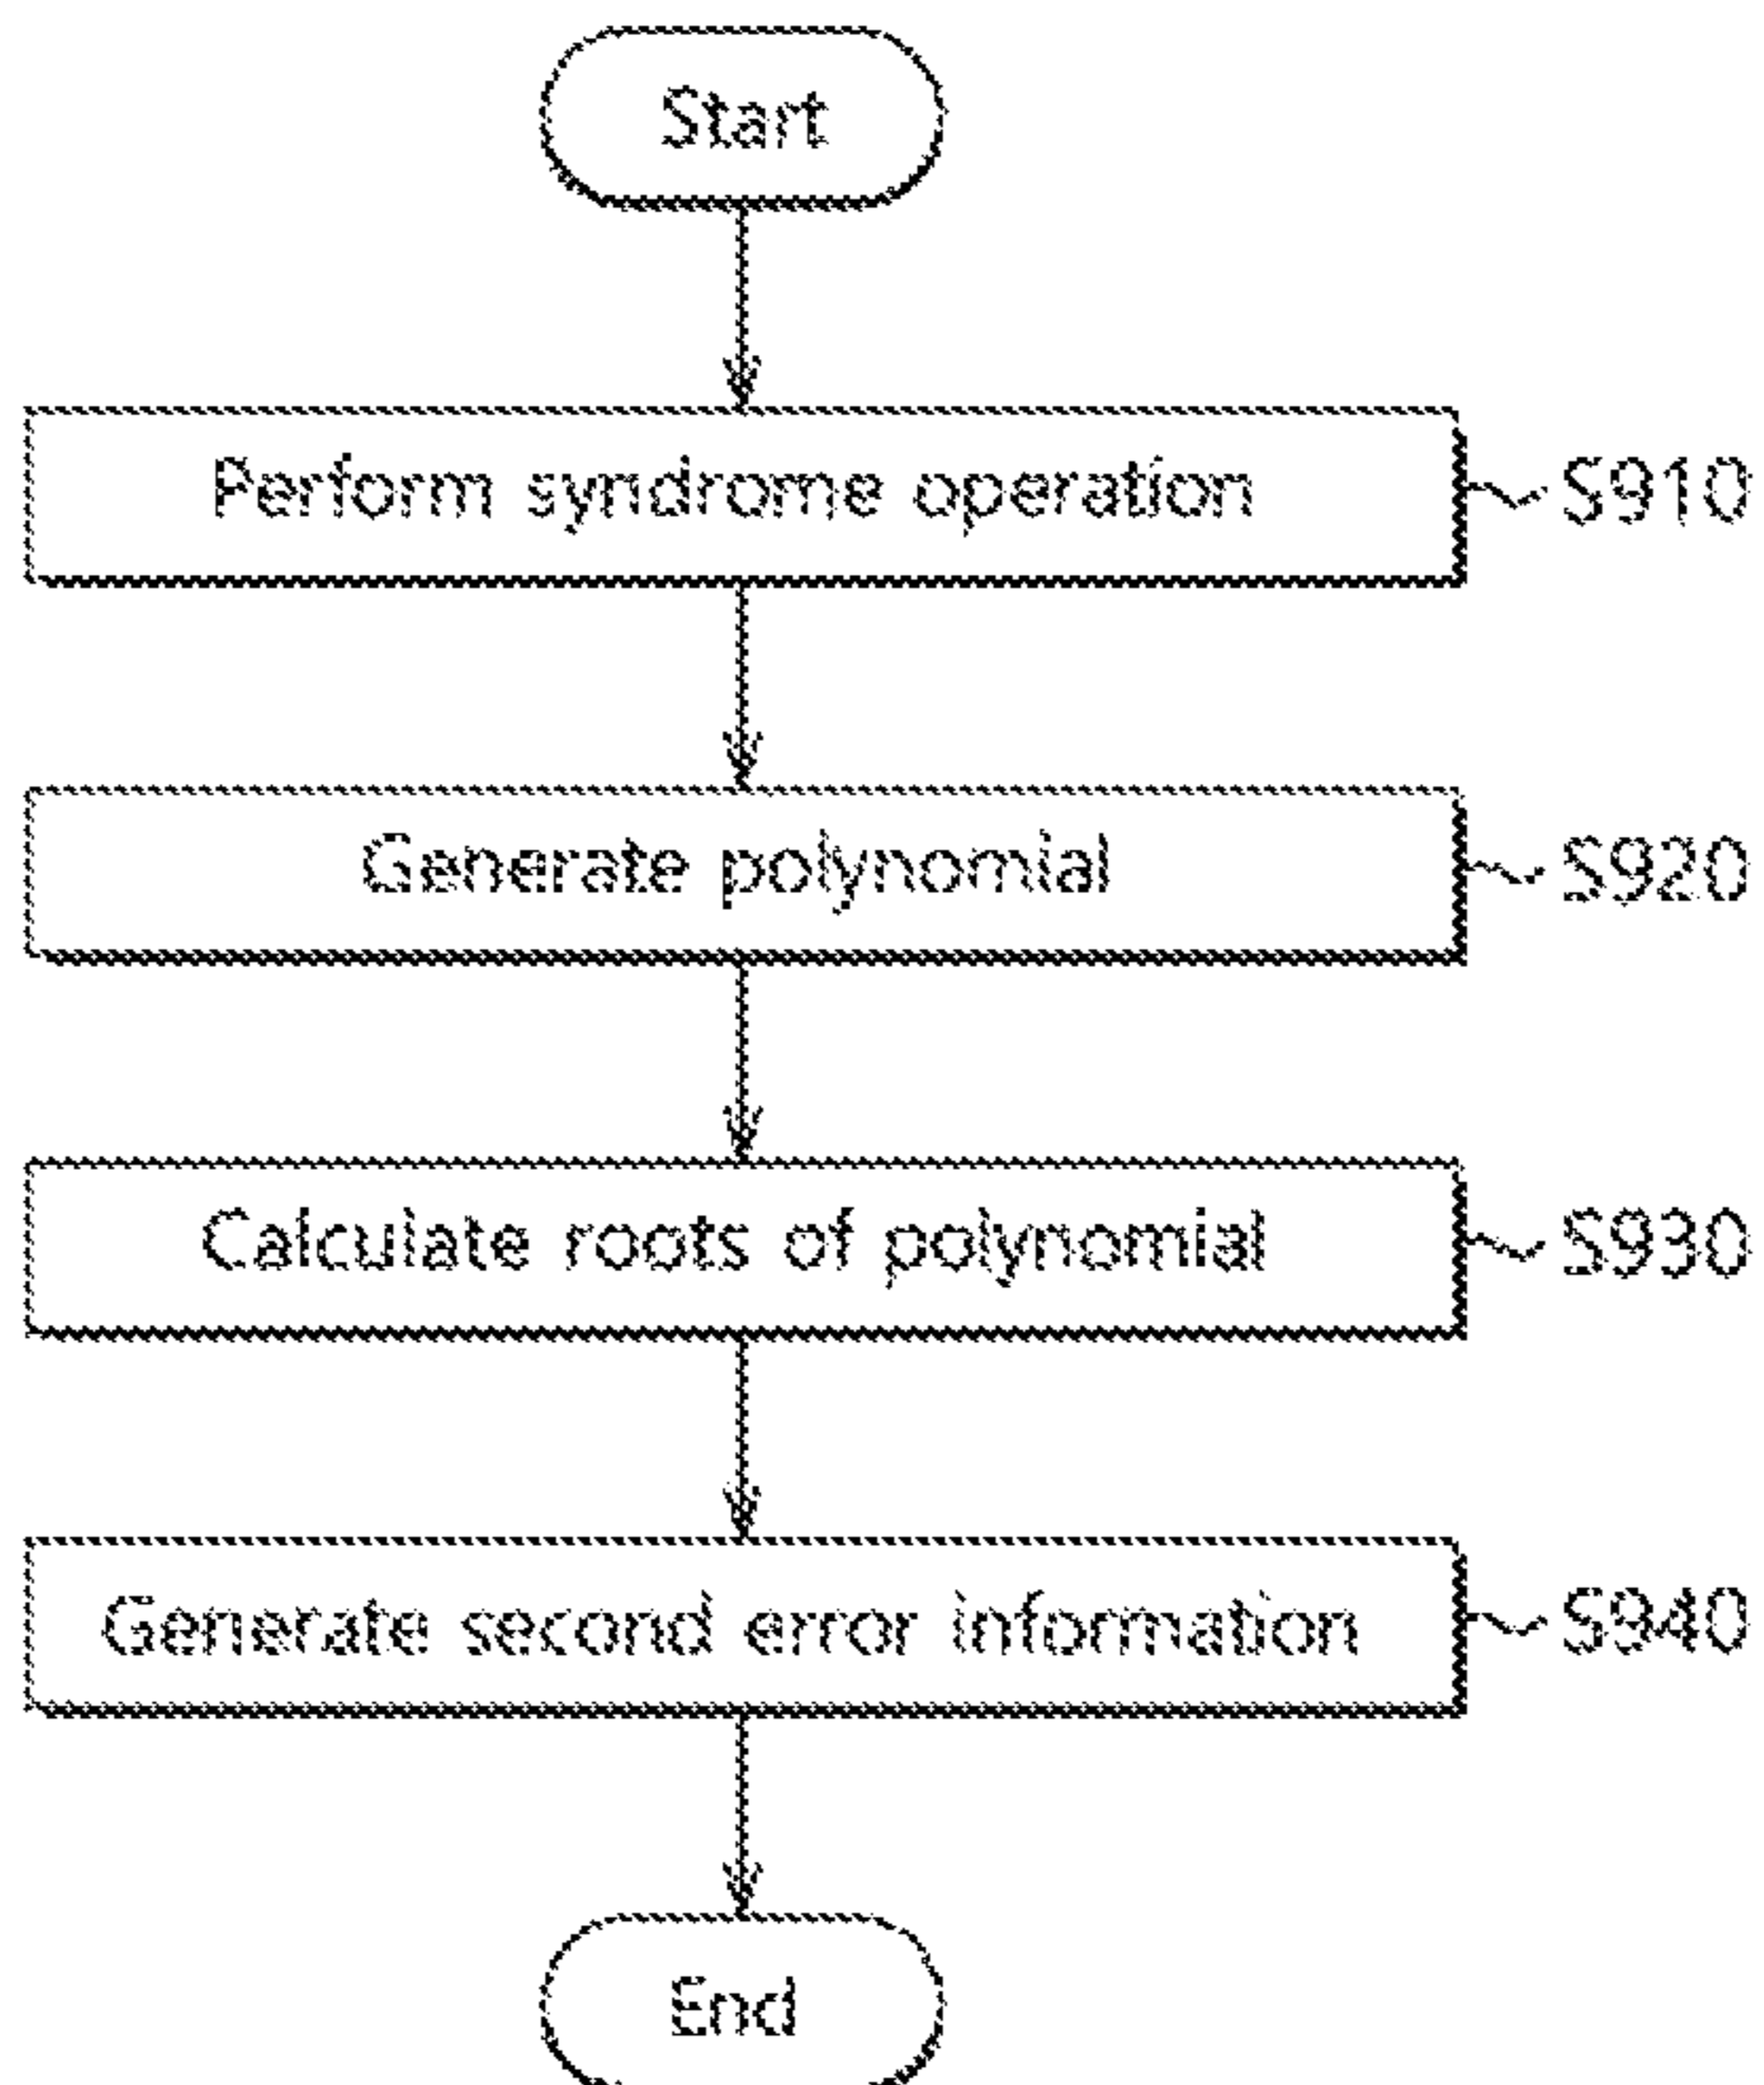 Start
Perform syndrome operation S910
Generate polynomial S920
Calculate roots of polynomial S930
Generate second error information S940
End